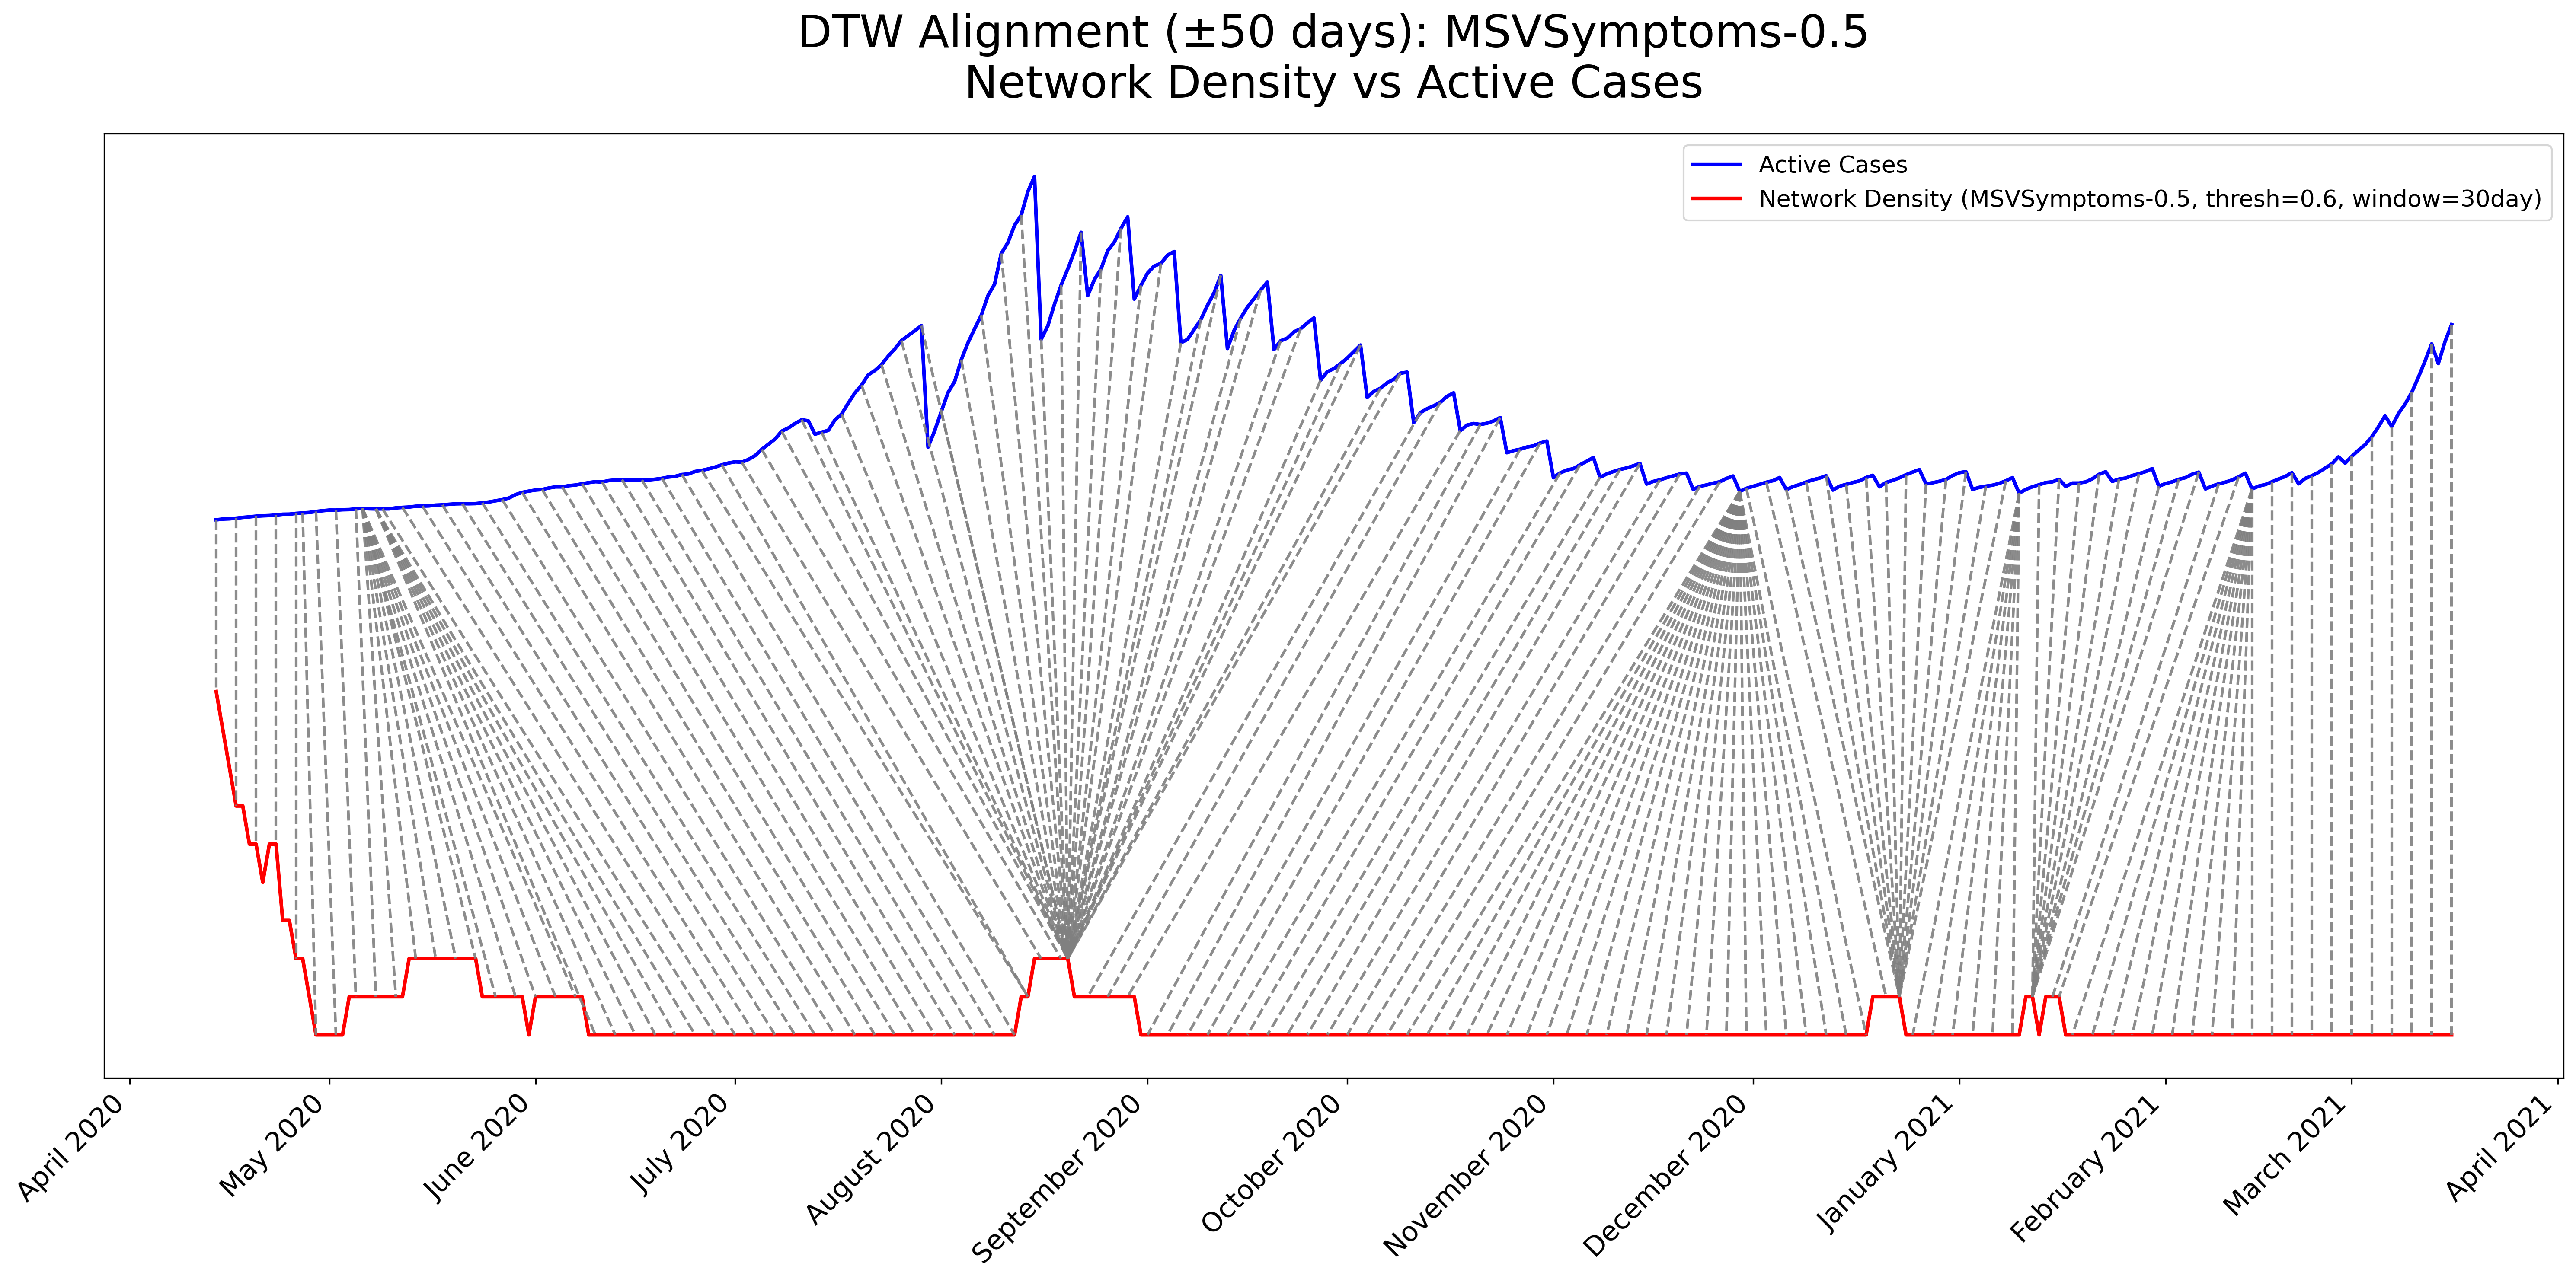 DTW Alignment (±50 days): MSVSymptoms-0.5
Network Density vs Active Cases
Active Cases
Network Density (MSVSymptoms-0.5, thresh=0.6, window=30day)
April 2020
May 2020
June 2020
July 2020
August 2020
September 2020
October 2020
November 2020
December 2020
January 2021
February 2021
March 2021
April 2021